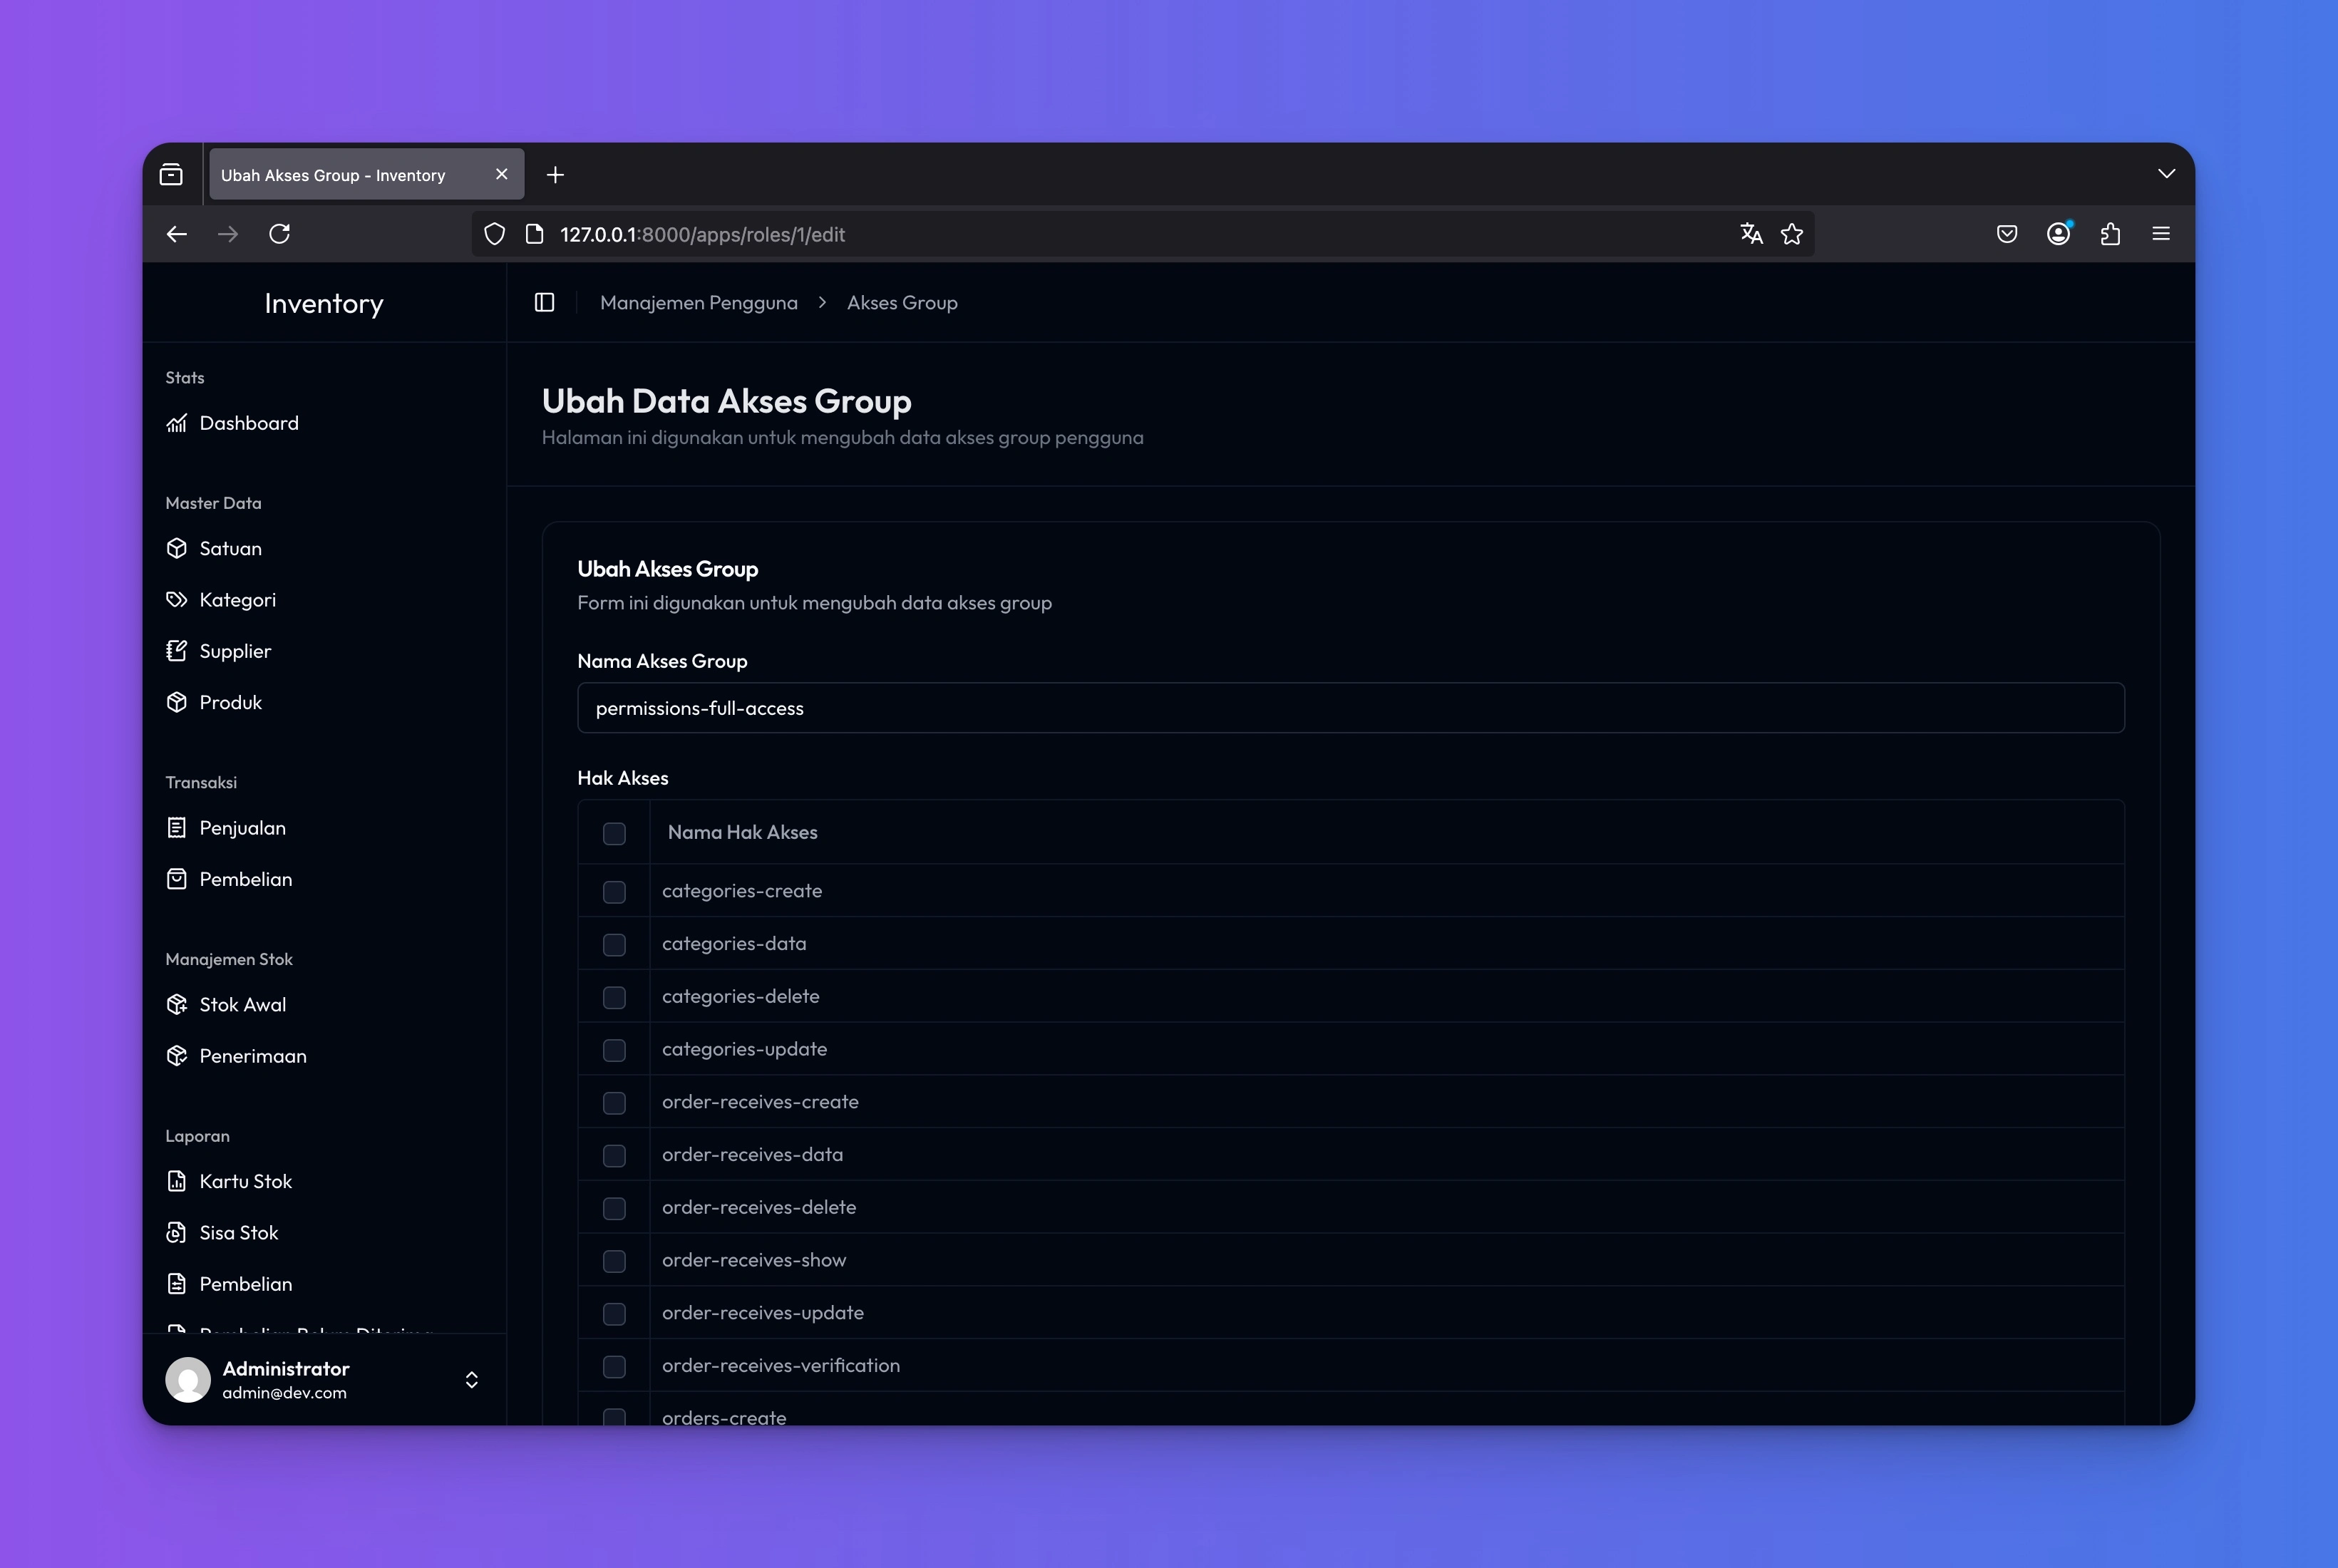 Ubah Akses Group - Inventory
127.0.0.1:8000/apps/roles/1/edit
Inventory
Manajemen Pengguna > Akses Group
Stats
Dashboard
Master Data
Satuan
Kategori
Supplier
Produk
Transaksi
Penjualan
Pembelian
Manajemen Stok
Stok Awal
Penerimaan
Laporan
Kartu Stok
Sisa Stok
Pembelian
Pembelian Belum Diterima
Administrator
admin@dev.com
Ubah Data Akses Group
Halaman ini digunakan untuk mengubah data akses group pengguna
Ubah Akses Group
Form ini digunakan untuk mengubah data akses group
Nama Akses Group
permissions-full-access
Hak Akses
Nama Hak Akses
categories-create
categories-data
categories-delete
categories-update
order-receives-create
order-receives-data
order-receives-delete
order-receives-show
order-receives-update
order-receives-verification
orders-create